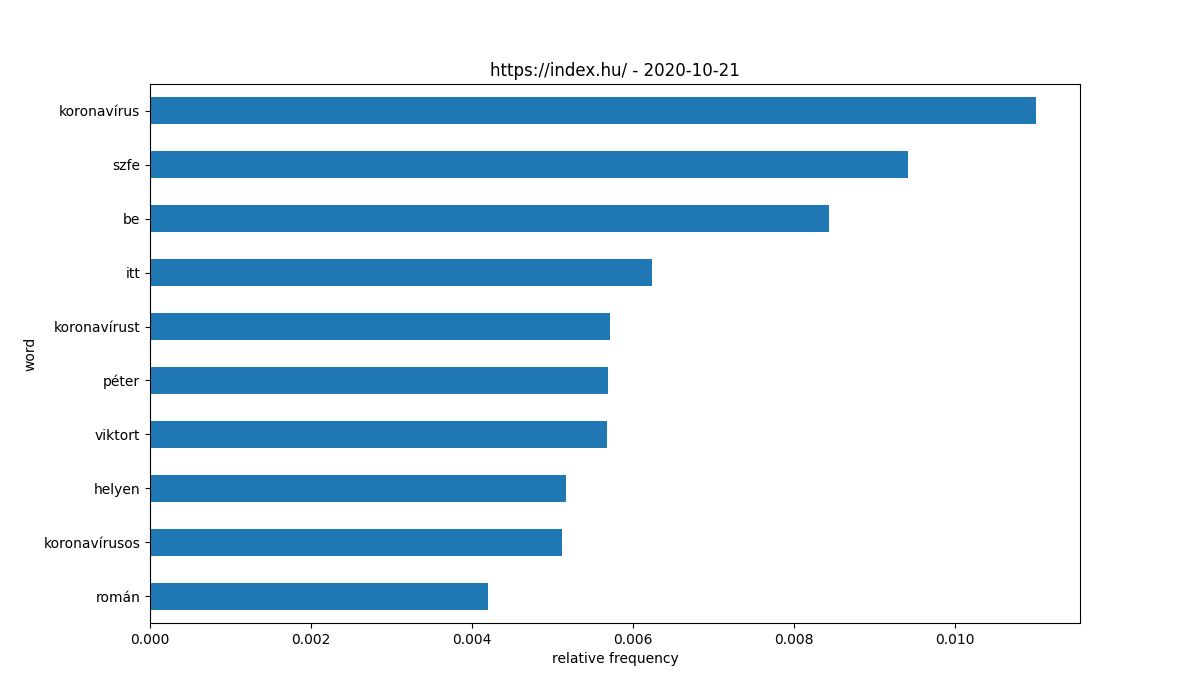 https://index.hu/ - 2020-10-21
koronavírus
szfe
be
itt
koronavírust
péter
viktort
helyen
koronavírusos
román
word
0.000 0.002 0.004 0.006 0.008 0.010
relative frequency